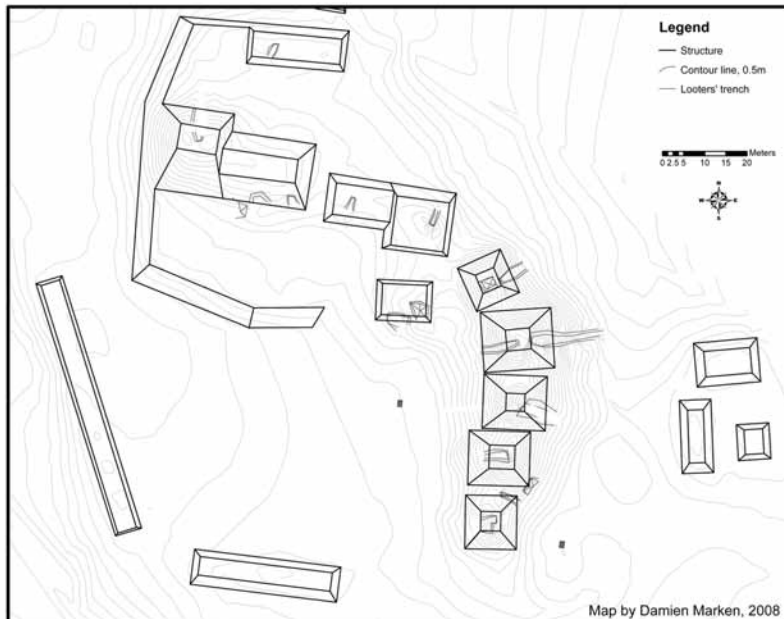 Legend
Structure
Contour line, 0.5m
Looters' trench
Meters
0 2.5 5 10 15 20
N
W E
S
Map by Damien Marken, 2008